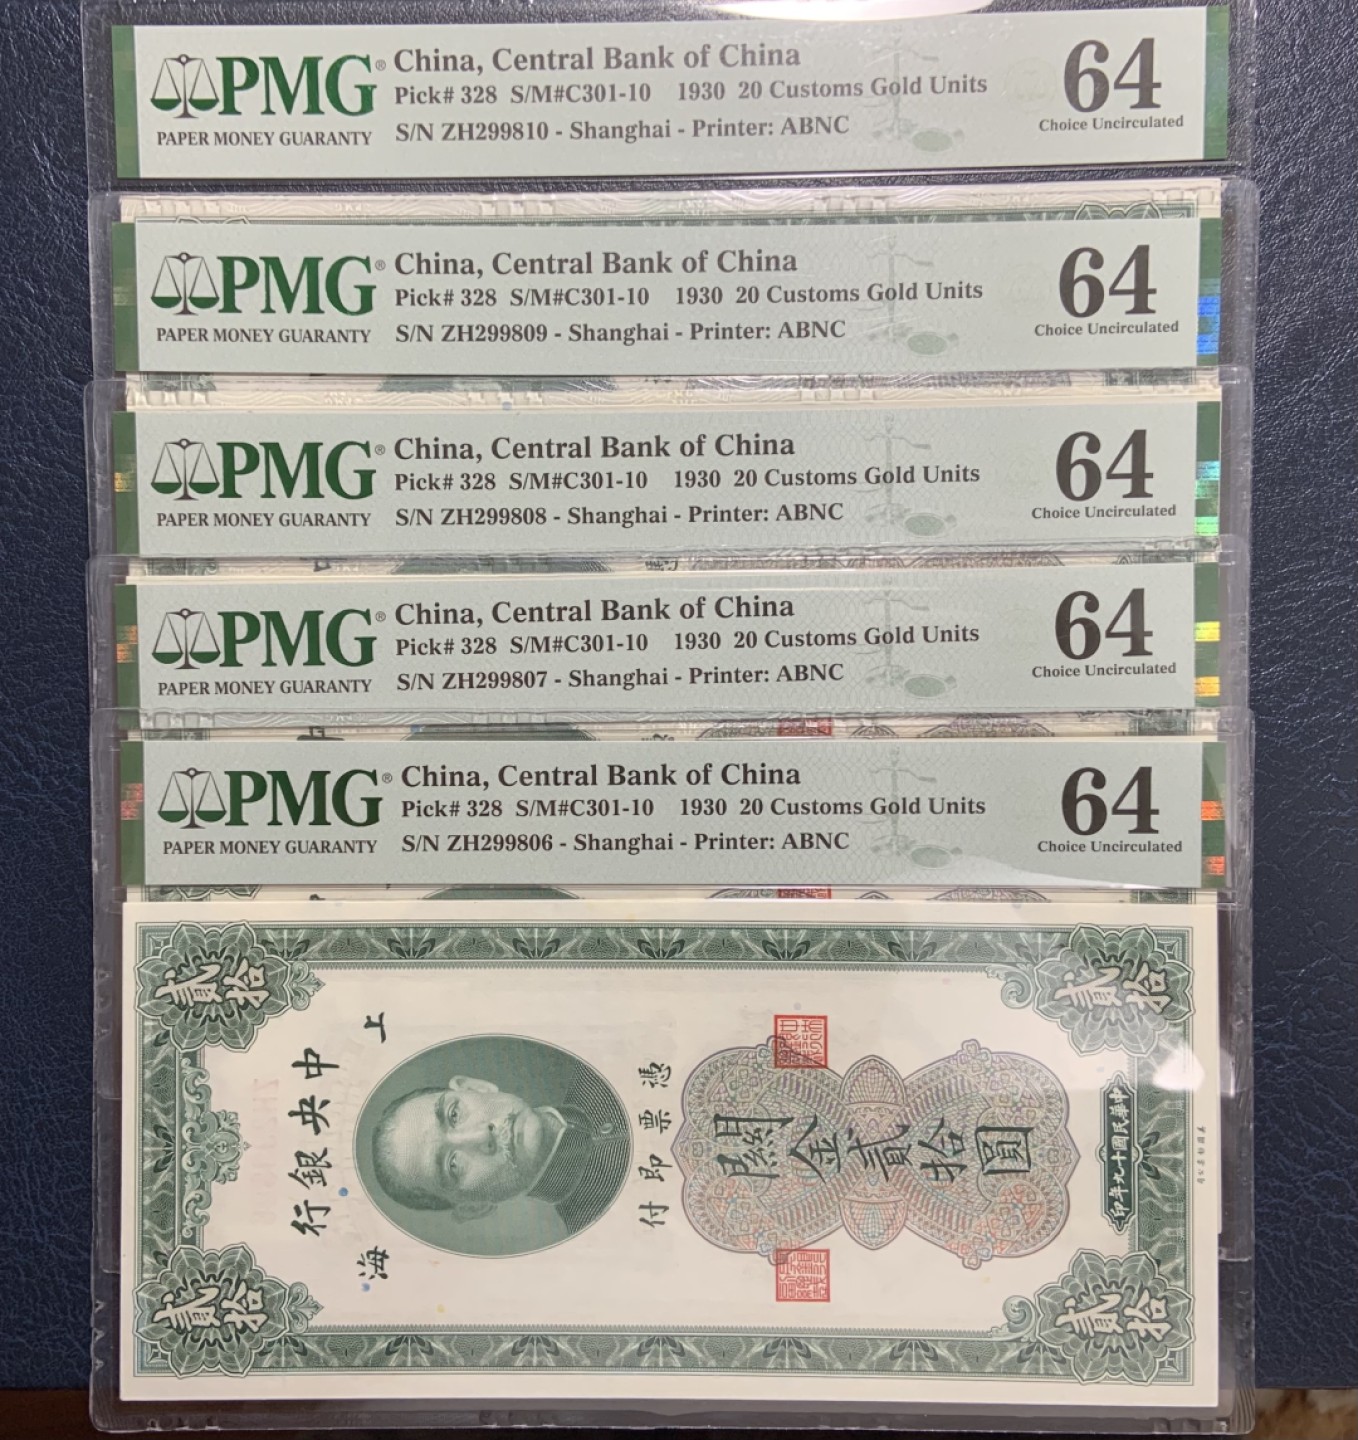 PMG®
PAPER MONEY GUARANTY
China, Central Bank of China
Pick# 328 S/M#C301-10 1930 20 Customs Gold Units
S/N ZH299810 - Shanghai - Printer: ABNC
64
Choice Uncirculated
PMG®
PAPER MONEY GUARANTY
China, Central Bank of China
Pick# 328 S/M#C301-10 1930 20 Customs Gold Units
S/N ZH299809 - Shanghai - Printer: ABNC
64
Choice Uncirculated
PMG®
PAPER MONEY GUARANTY
China, Central Bank of China
Pick# 328 S/M#C301-10 1930 20 Customs Gold Units
S/N ZH299808 - Shanghai - Printer: ABNC
64
Choice Uncirculated
PMG®
PAPER MONEY GUARANTY
China, Central Bank of China
Pick# 328 S/M#C301-10 1930 20 Customs Gold Units
S/N ZH299807 - Shanghai - Printer: ABNC
64
Choice Uncirculated
PMG®
PAPER MONEY GUARANTY
China, Central Bank of China
Pick# 328 S/M#C301-10 1930 20 Customs Gold Units
S/N ZH299806 - Shanghai - Printer: ABNC
64
Choice Uncirculated
貳拾
貳拾
中央銀行
上海
憑票即付
關金貳拾圓
中華民國十九年印
貳拾
貳拾